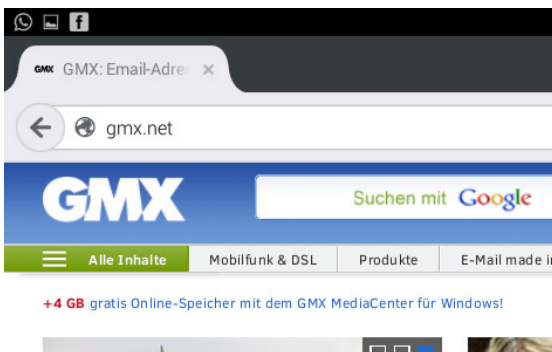 GMX GMX: Email-Adre
gmx.net
GMX
Suchen mit Google
Alle Inhalte Mobilfunk & DSL Produkte E-Mail made i
+4 GB gratis Online-Speicher mit dem GMX MediaCenter für Windows!